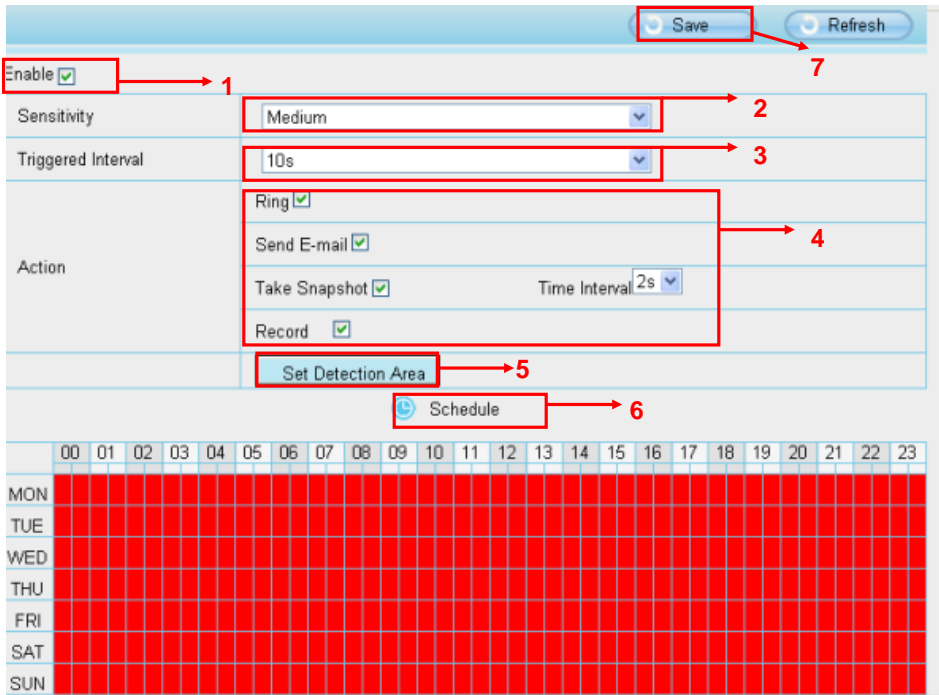 Save Refresh
7
Enable 1
Sensitivity Medium 2
Triggered Interval 10s 3
Ring
Send E-mail 4
Action
Take Snapshot Time Interval 2s
Record
Set Detection Area 5
Schedule 6
00 01 02 03 04 05 06 07 08 09 10 11 12 13 14 15 16 17 18 19 20 21 22 23
MON
TUE
WED
THU
FRI
SAT
SUN